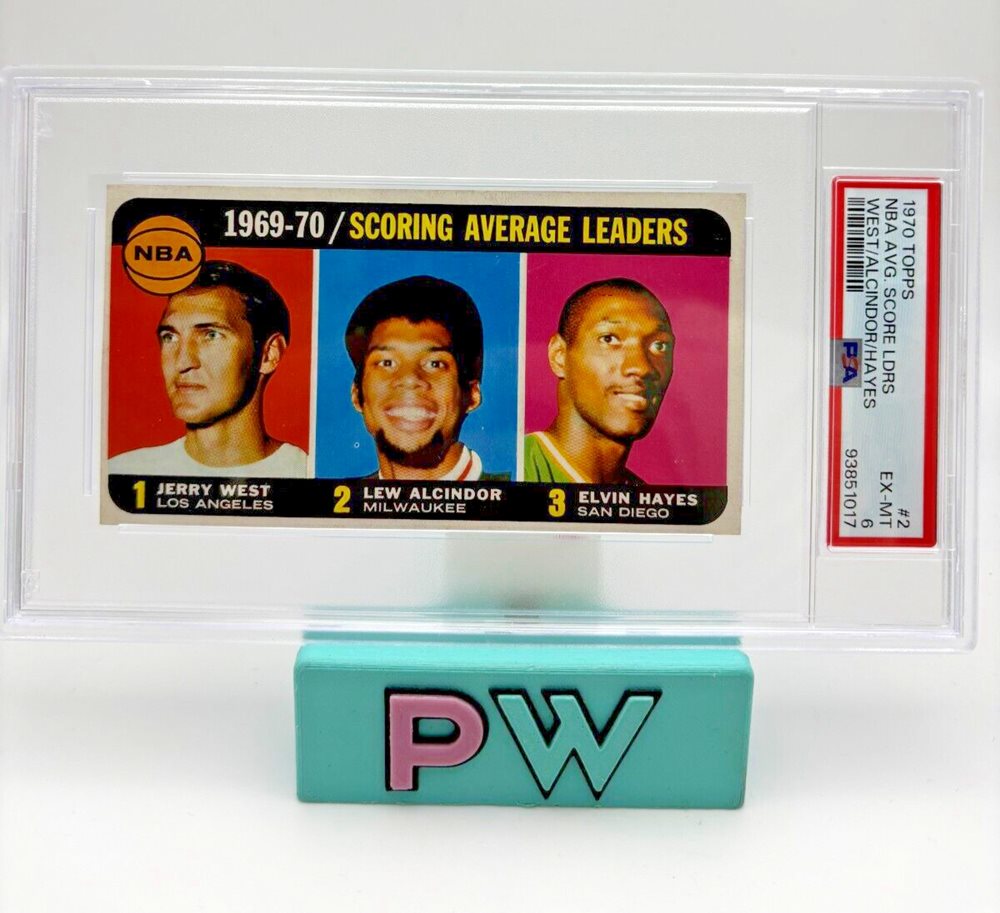 1969-70 / SCORING AVERAGE LEADERS
NBA
1 JERRY WEST
LOS ANGELES
2 LEW ALCINDOR
MILWAUKEE
3 ELVIN HAYES
SAN DIEGO
1970 TOPPS #2
NBA AVG. SCORE LDRS EX-MT
WEST/ALCINDOR/HAYES 6
PSA 93851017
PW